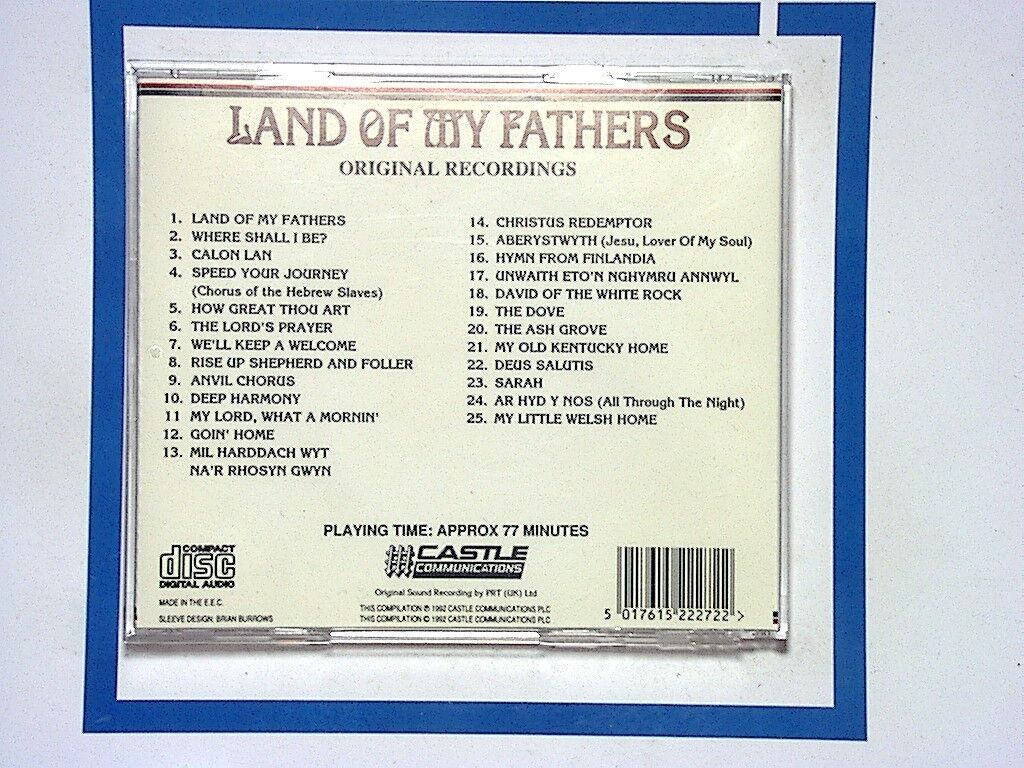 LAND OF MY FATHERS
ORIGINAL RECORDINGS
1. LAND OF MY FATHERS
2. WHERE SHALL I BE?
3. CALON LAN
4. SPEED YOUR JOURNEY
(Chorus of the Hebrew Slaves)
5. HOW GREAT THOU ART
6. THE LORD'S PRAYER
7. WE'LL KEEP A WELCOME
8. RISE UP SHEPHERD AND FOLLER
9. ANVIL CHORUS
10. DEEP HARMONY
11 MY LORD, WHAT A MORNIN'
12. GOIN' HOME
13. MIL HARDDACH WYT
NA'R RHOSYN GWYN
14. CHRISTUS REDEMPTOR
15. ABERYSTWYTH (Jesu, Lover Of My Soul)
16. HYMN FROM FINLANDIA
17. UNWAITH ETO'N NGHYMRU ANNWYL
18. DAVID OF THE WHITE ROCK
19. THE DOVE
20. THE ASH GROVE
21. MY OLD KENTUCKY HOME
22. DEUS SALUTIS
23. SARAH
24. AR HYD Y NOS (All Through The Night)
25. MY LITTLE WELSH HOME
PLAYING TIME: APPROX 77 MINUTES
COMPACT
disc
DIGITAL AUDIO
CASTLE
COMMUNICATIONS
Original Sound Recording by PRT (UK) Ltd
MADE IN THE E.E.C.
SLEEVE DESIGN: BRIAN BURROWS
THIS COMPILATION ℗ 1992 CASTLE COMMUNICATIONS PLC
THIS COMPILATION © 1992 CASTLE COMMUNICATIONS PLC
5 017615 222722 >